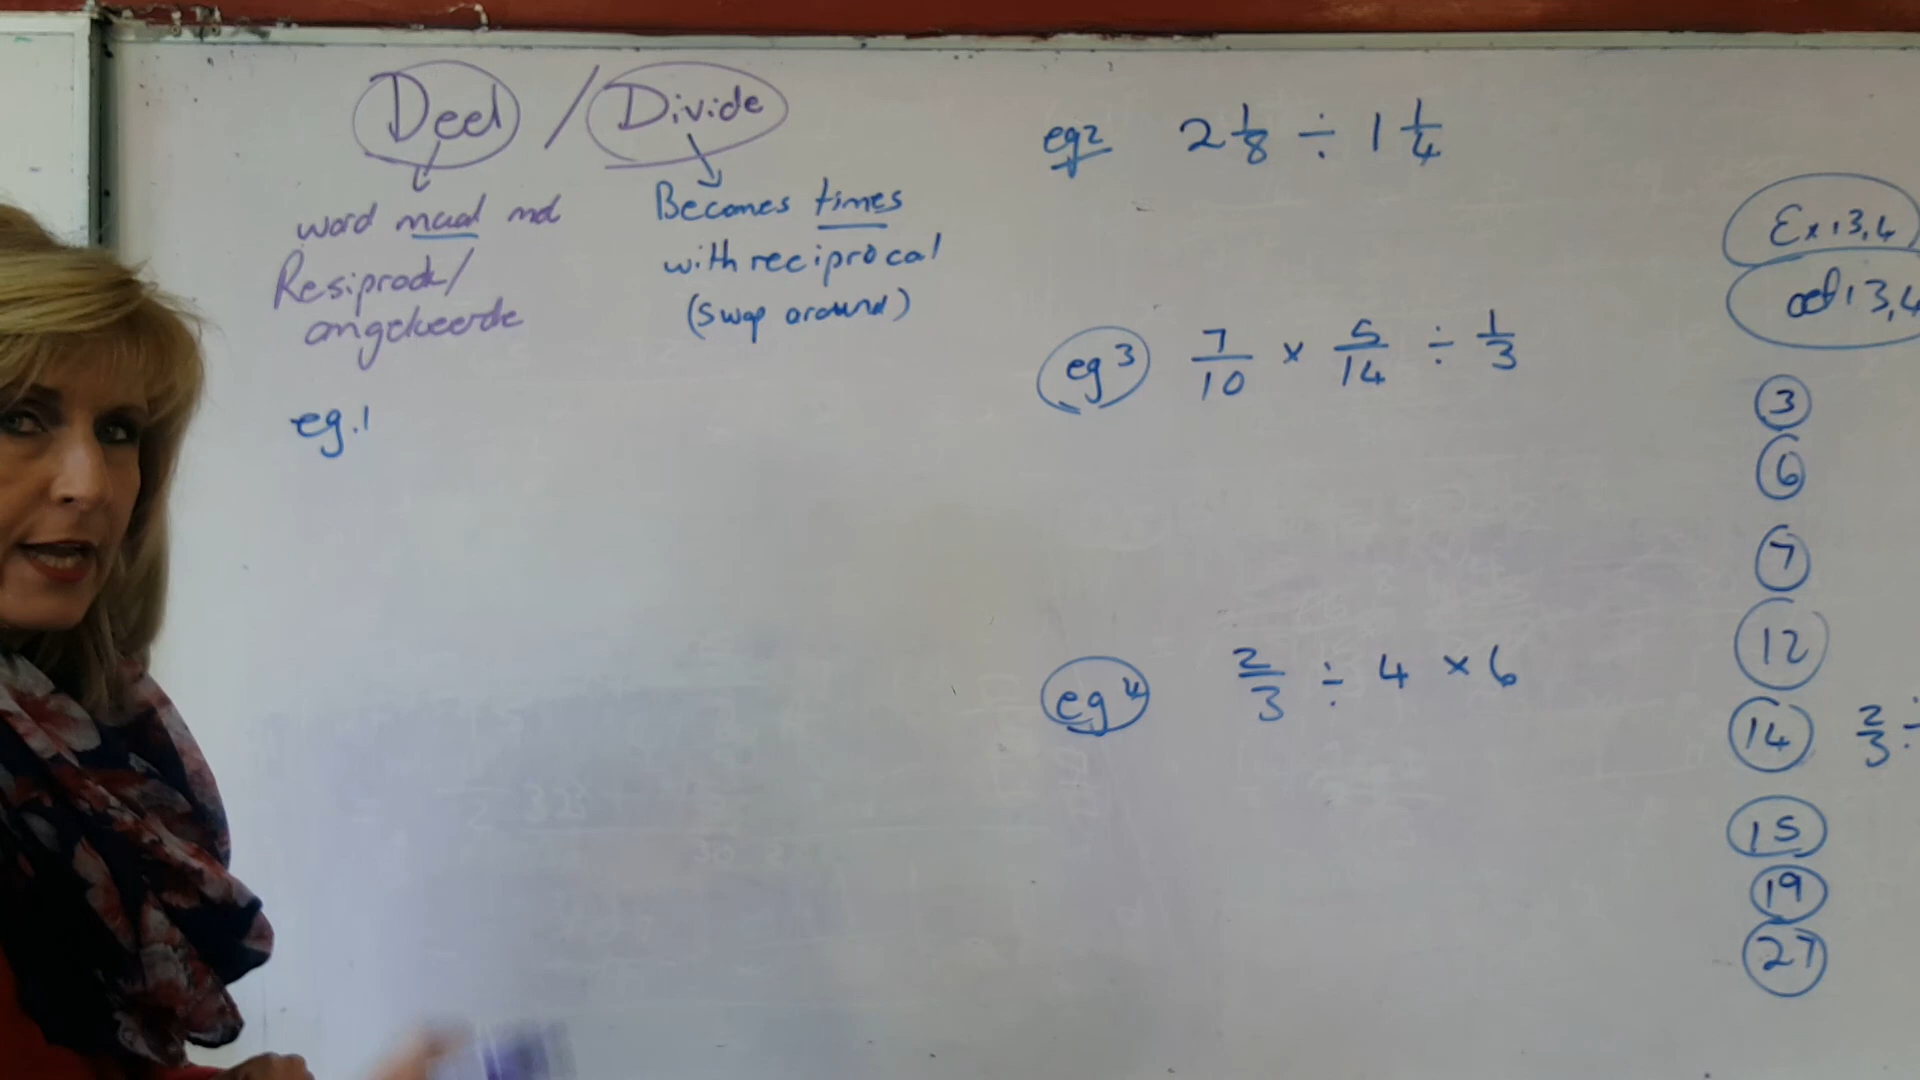 Deel / Divide
word maal met
Resiprook/
omgekeerde
Becomes times
with reciprocal
(swap around)
eg.1
eg2 2 1/8 ÷ 1 1/4
eg 3 7/10 × 5/14 ÷ 1/3
eg 4 2/3 ÷ 4 × 6
Ex 13,4
oef 13,4
3
6
7
12
14 2/3 ÷
15
19
27